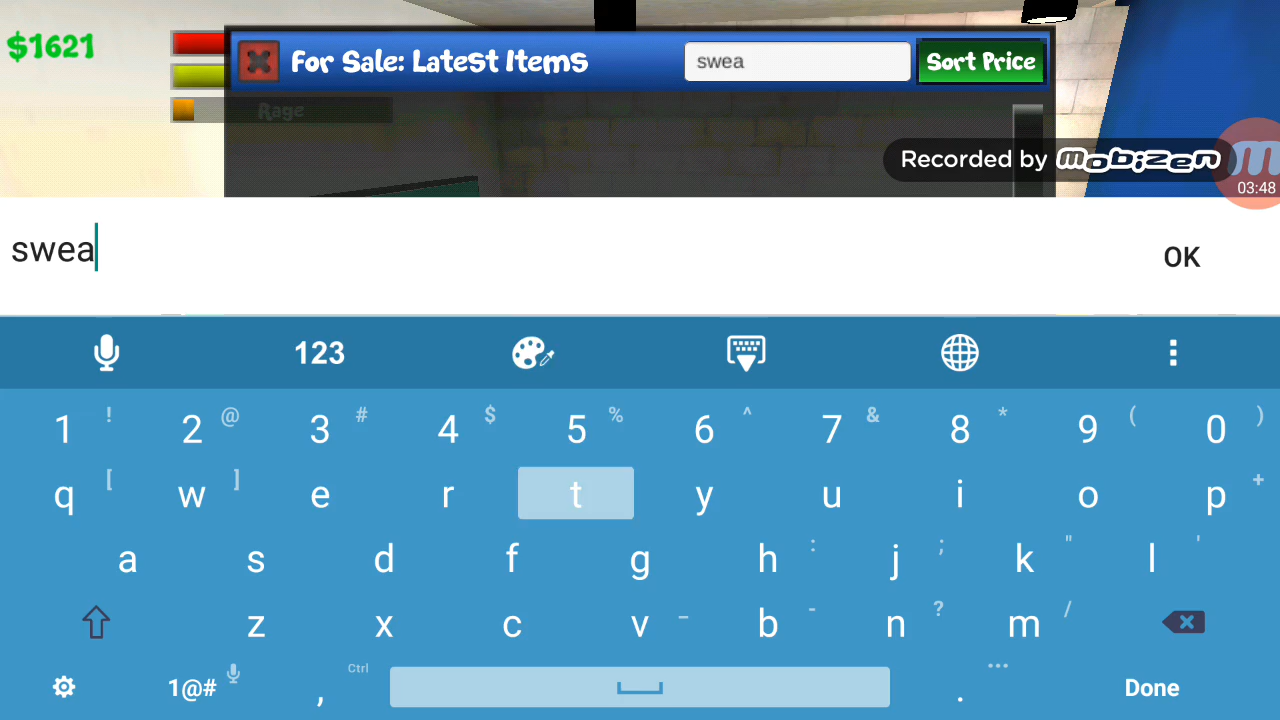 $1621
For Sale: Latest Items
swea
Sort Price
Rage
Recorded by mobizen
03:48
swea
OK
123
1 ! 2 @ 3 # 4 $ 5 % 6 ^ 7 & 8 * 9 ( 0 )
q [ w ] e r t y u i o p +
a s d f g h : j ; k " l '
z x c v _ b - n ? m /
1@# , Ctrl . ... Done